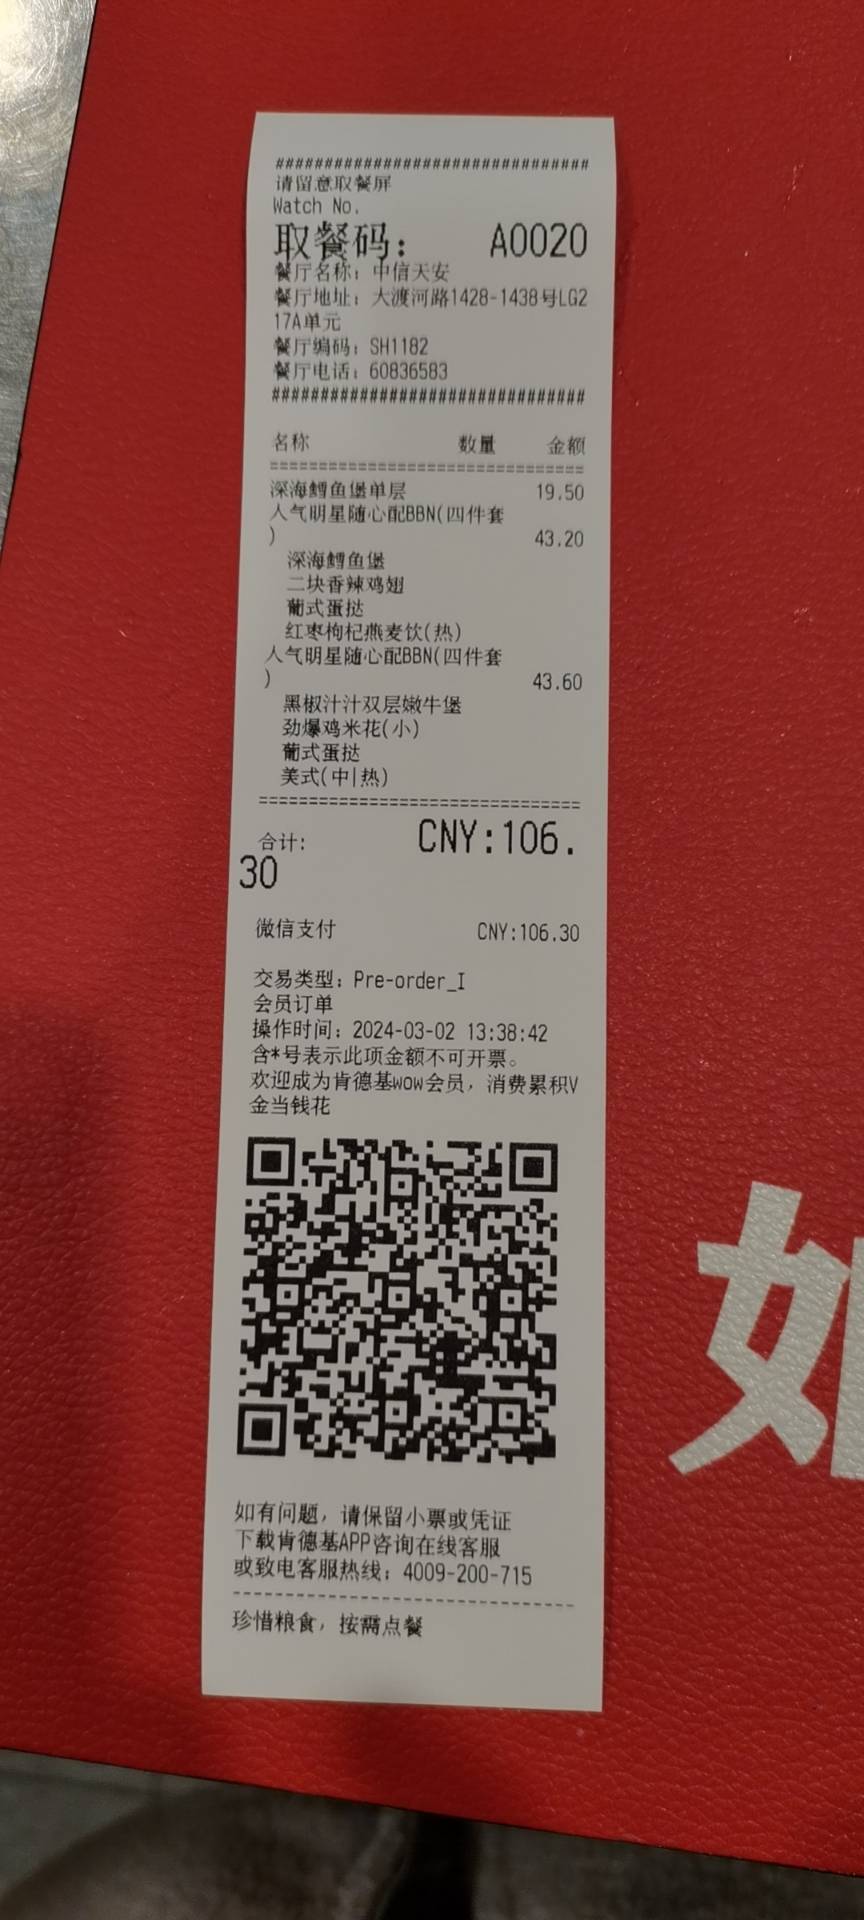 ################################
请留意取餐屏
Watch No.
取餐码： A0020
餐厅名称：中信天安
餐厅地址：大渡河路1428-1438号LG2
17A单元
餐厅编码：SH1182
餐厅电话：60836583
################################
名称 数量 金额
================================
深海鳕鱼堡单层 19.50
人气明星随心配BBN(四件套
) 43.20
深海鳕鱼堡
二块香辣鸡翅
葡式蛋挞
红枣枸杞燕麦饮(热)
人气明星随心配BBN(四件套
) 43.60
黑椒汁汁双层嫩牛堡
劲爆鸡米花(小)
葡式蛋挞
美式(中|热)
================================
合计: CNY:106.
30
微信支付 CNY:106.30
交易类型：Pre-order_I
会员订单
操作时间：2024-03-02 13:38:42
含*号表示此项金额不可开票。
欢迎成为肯德基wow会员，消费累积V
金当钱花
如有问题，请保留小票或凭证
下载肯德基APP咨询在线客服
或致电客服热线：4009-200-715
--------------------------------
珍惜粮食，按需点餐
如